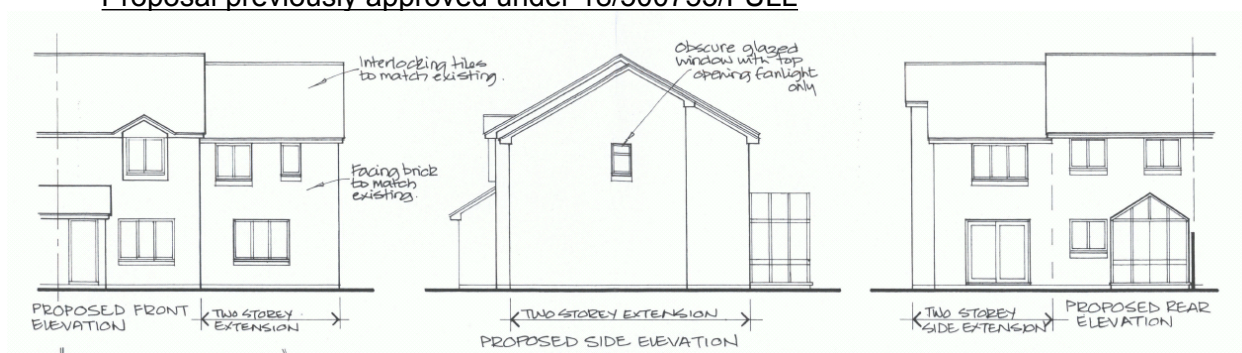 Proposal previously approved under 18/500753/FULL
Interlocking tiles
to match existing.
Facing brick
to match
existing.
Obscure glazed
window with top
opening fanlight
only
PROPOSED FRONT
ELEVATION
TWO STOREY
EXTENSION
TWO STOREY EXTENSION
PROPOSED SIDE ELEVATION
TWO STOREY
SIDE EXTENSION
PROPOSED REAR
ELEVATION